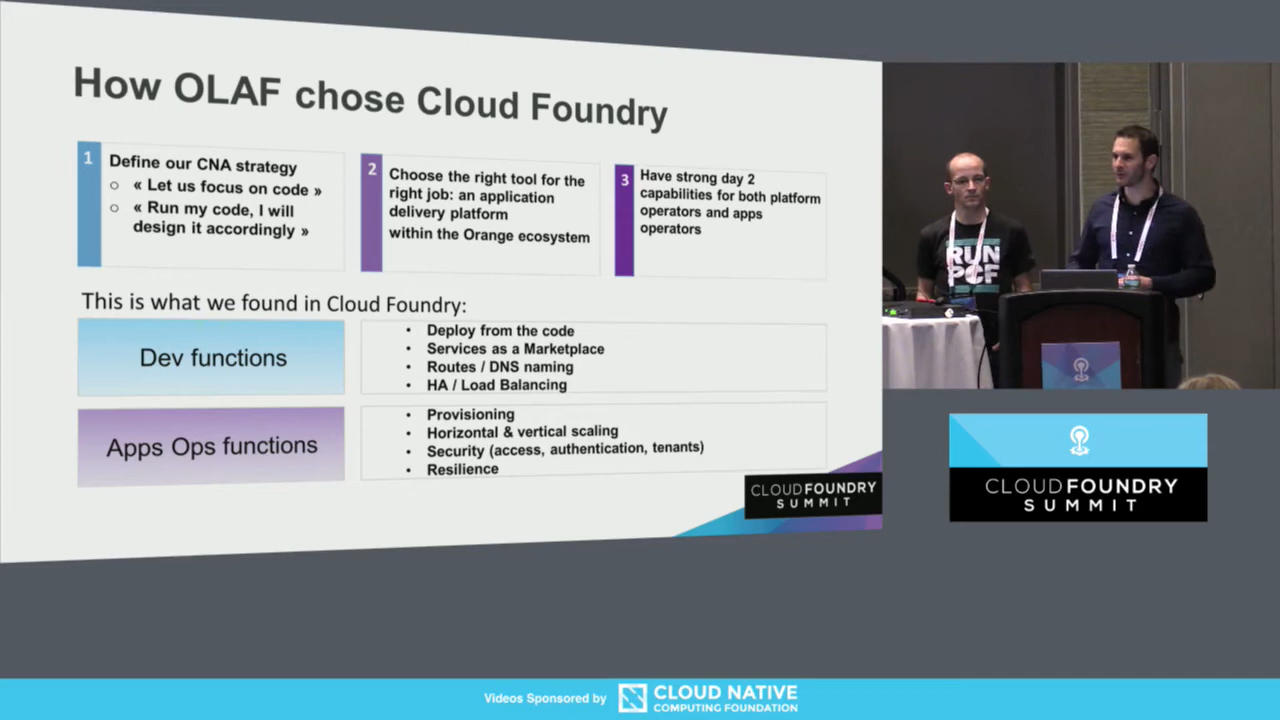 How OLAF chose Cloud Foundry
1
Define our CNA strategy
○ « Let us focus on code »
○ « Run my code, I will
design it accordingly »
2
Choose the right tool for the
right job: an application
delivery platform
within the Orange ecosystem
3
Have strong day 2
capabilities for both platform
operators and apps
operators
This is what we found in Cloud Foundry:
Dev functions
• Deploy from the code
• Services as a Marketplace
• Routes / DNS naming
• HA / Load Balancing
Apps Ops functions
• Provisioning
• Horizontal & vertical scaling
• Security (access, authentication, tenants)
• Resilience
CLOUDFOUNDRY
SUMMIT
RUN
PCF
CLOUDFOUNDRY
SUMMIT
Videos Sponsored by
CLOUD NATIVE
COMPUTING FOUNDATION